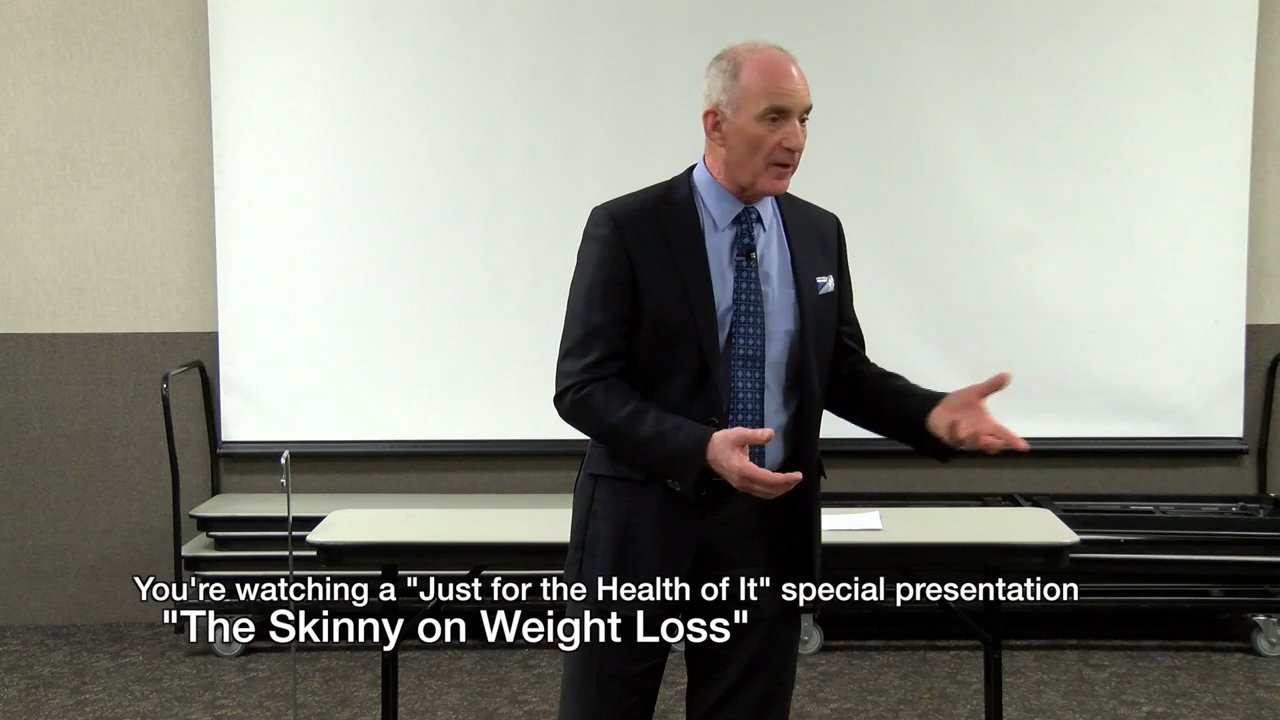 You're watching a "Just for the Health of It" special presentation
"The Skinny on Weight Loss"